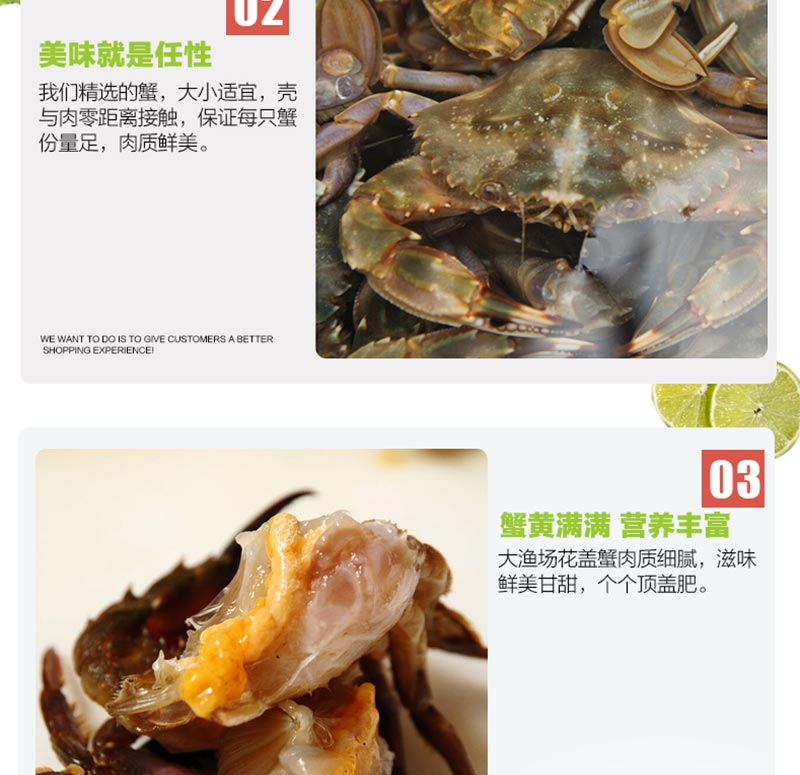 02
美味就是任性
我们精选的蟹，大小适宜，壳
与肉零距离接触，保证每只蟹
份量足，肉质鲜美。
WE WANT TO DO IS TO GIVE CUSTOMERS A BETTER
SHOPPING EXPERIENCE!
03
蟹黄满满 营养丰富
大渔场花盖蟹肉质细腻，滋味
鲜美甘甜，个个顶盖肥。